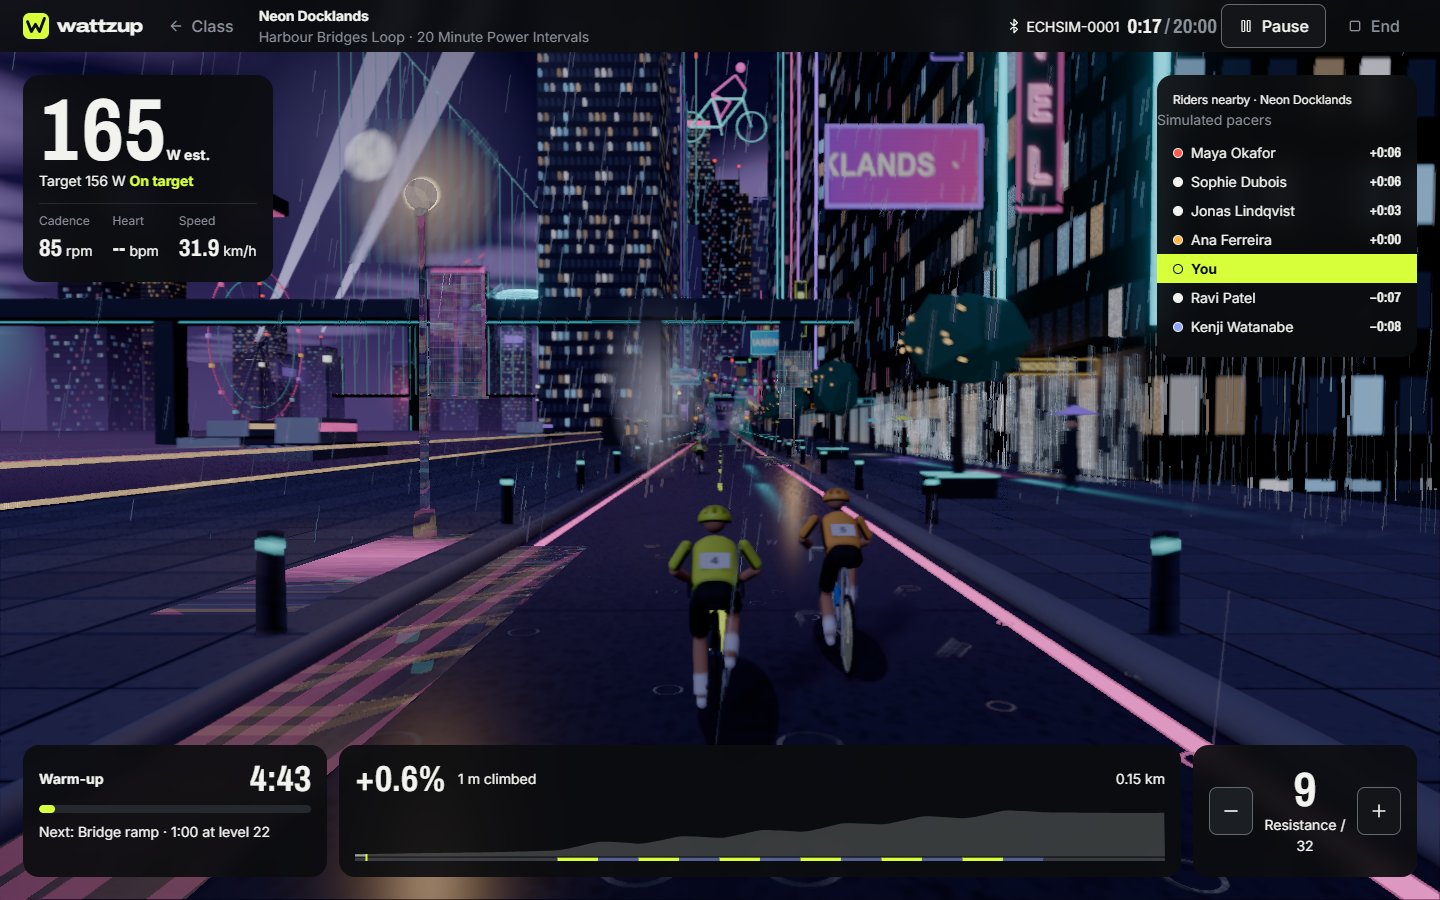 wattzup
Class
Neon Docklands
Harbour Bridges Loop · 20 Minute Power Intervals
ECHSIM-0001 0:17 / 20:00
Pause
End
165 W est.
Target 156 W On target
Cadence Heart Speed
85 rpm -- bpm 31.9 km/h
KLANDS ·
EL
Riders nearby · Neon Docklands
Simulated pacers
Maya Okafor +0:06
Sophie Dubois +0:06
Jonas Lindqvist +0:03
Ana Ferreira +0:00
You
Ravi Patel −0:07
Kenji Watanabe −0:08
4
5
Warm-up 4:43
Next: Bridge ramp · 1:00 at level 22
+0.6% 1 m climbed 0.15 km
−
9
Resistance /
32
+